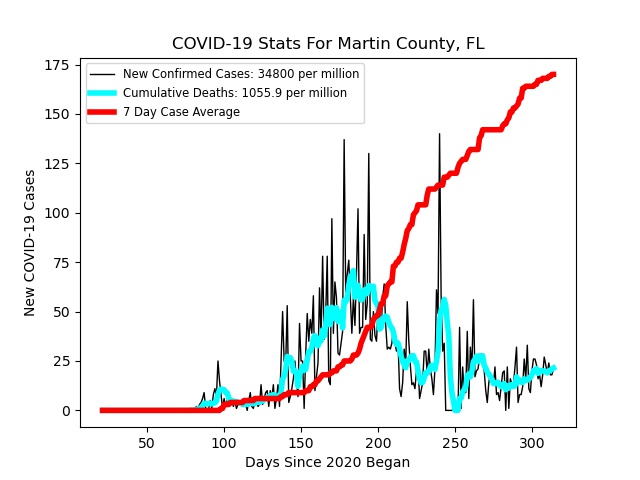 COVID-19 Stats For Martin County, FL
New Confirmed Cases: 34800 per million
Cumulative Deaths: 1055.9 per million
7 Day Case Average
175
150
125
100
75
50
25
0
New COVID-19 Cases
50 100 150 200 250 300
Days Since 2020 Began